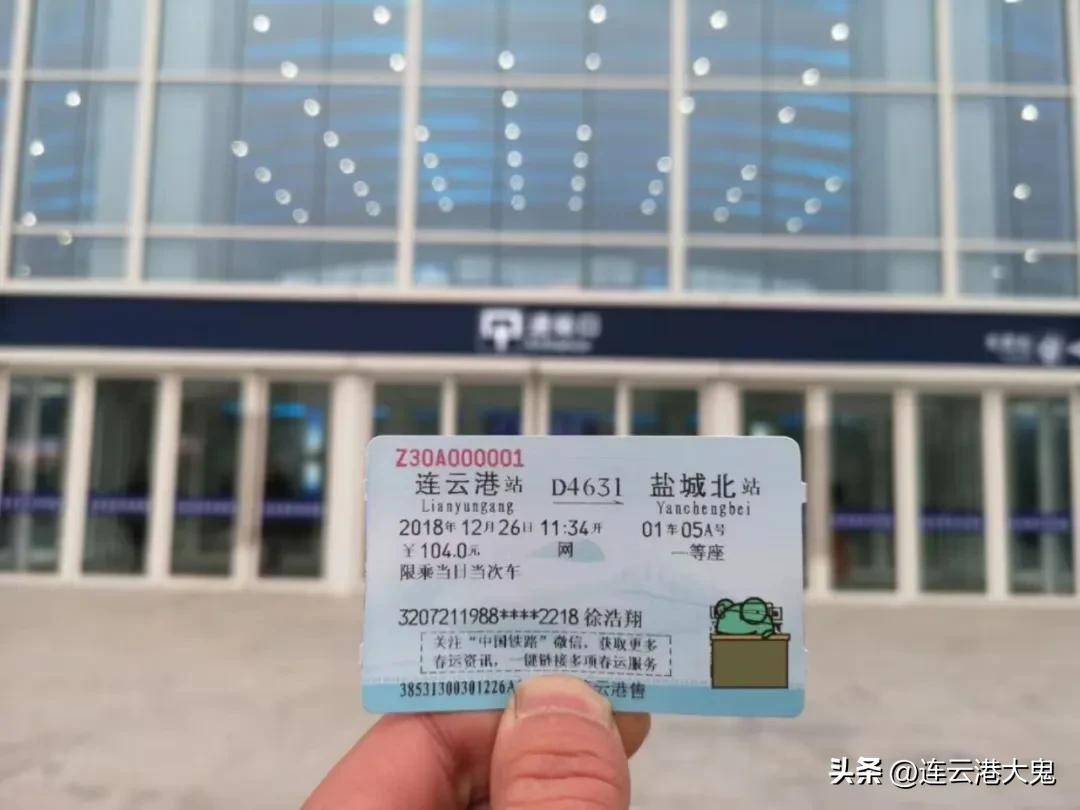 Z30A000001
连云港站 D4631 盐城北站
Lianyungang Yanchengbei
2018年12月26日 11:34开 01车05A号
￥104.0元 网 一等座
限乘当日当次车
3207211988****2218 徐浩翔
关注“中国铁路”微信，获取更多
春运资讯，一键链接多项春运服务
38531300301226A 云港售
头条 @连云港大鬼